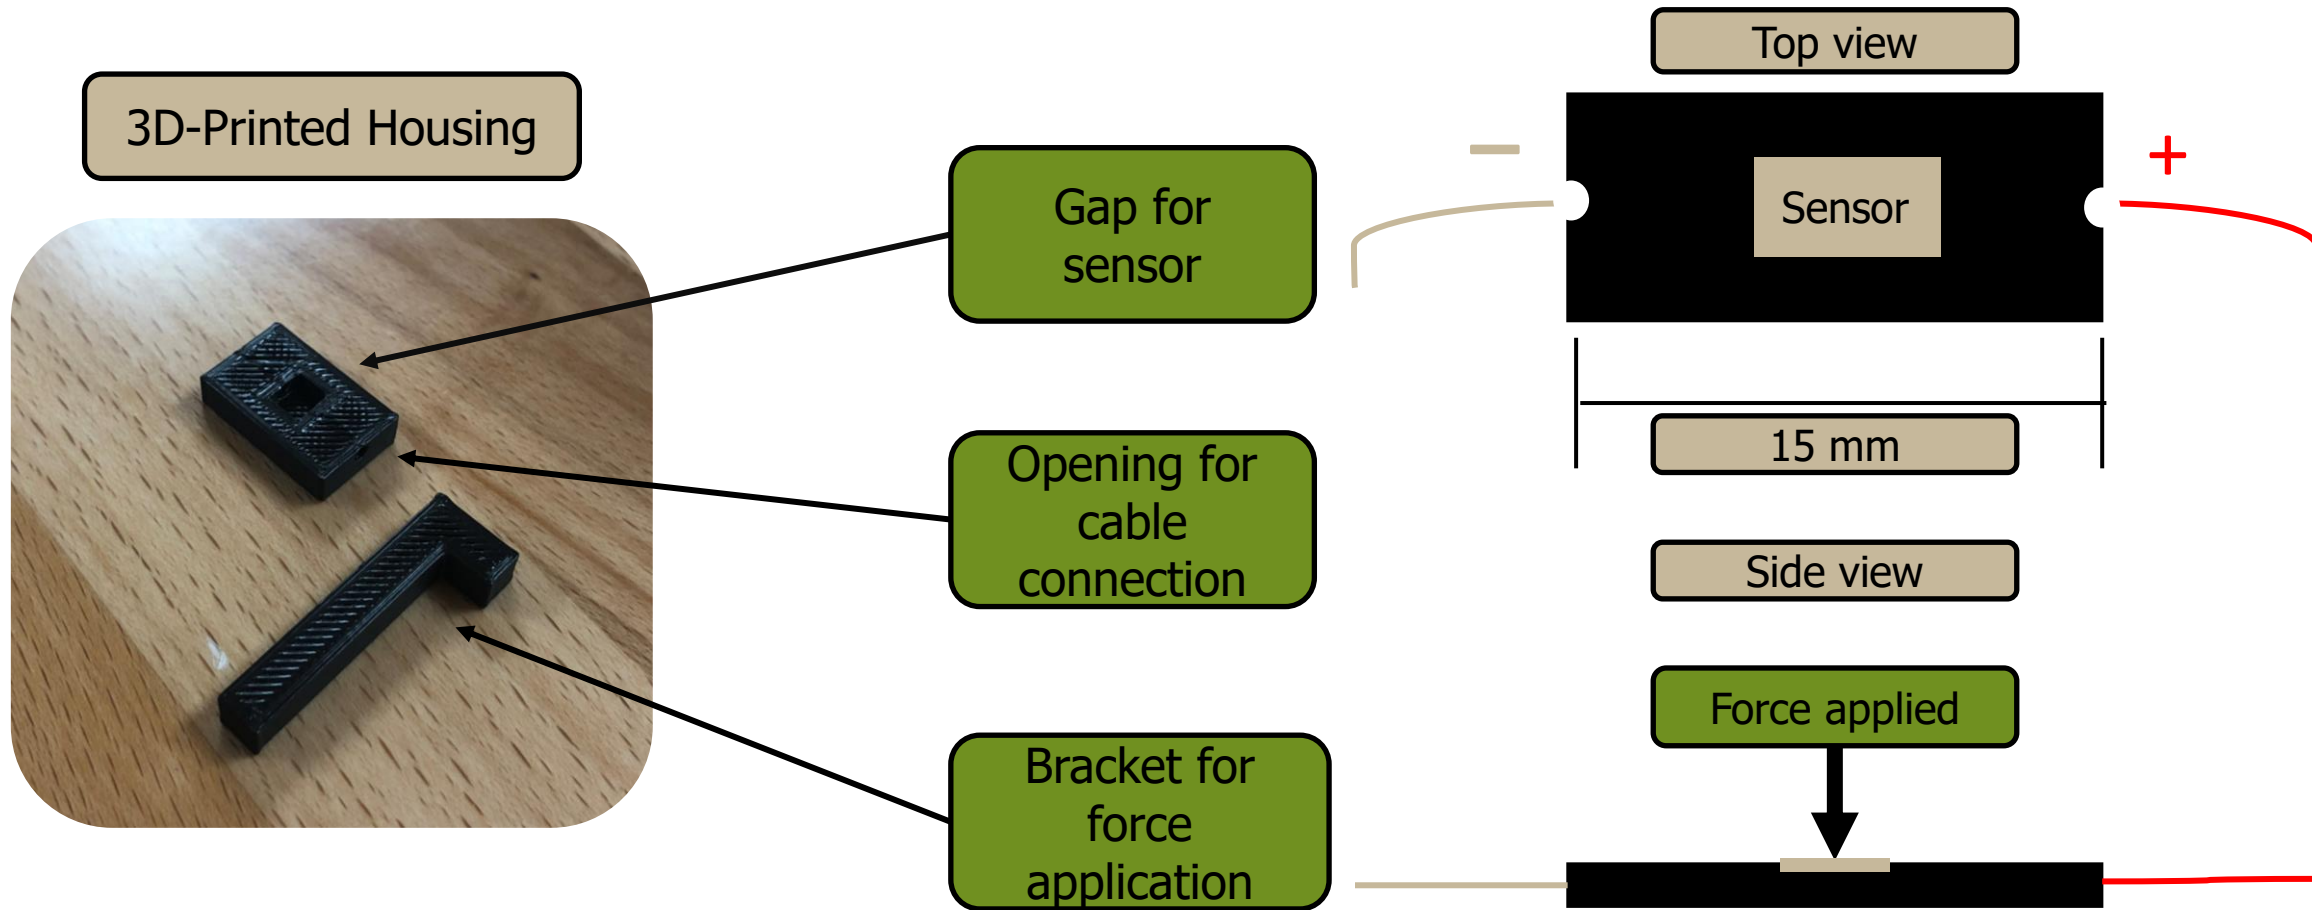 3D-Printed Housing
Gap for
sensor
Opening for
cable
connection
Bracket for
force
application
Top view
−
+
Sensor
15 mm
Side view
Force applied